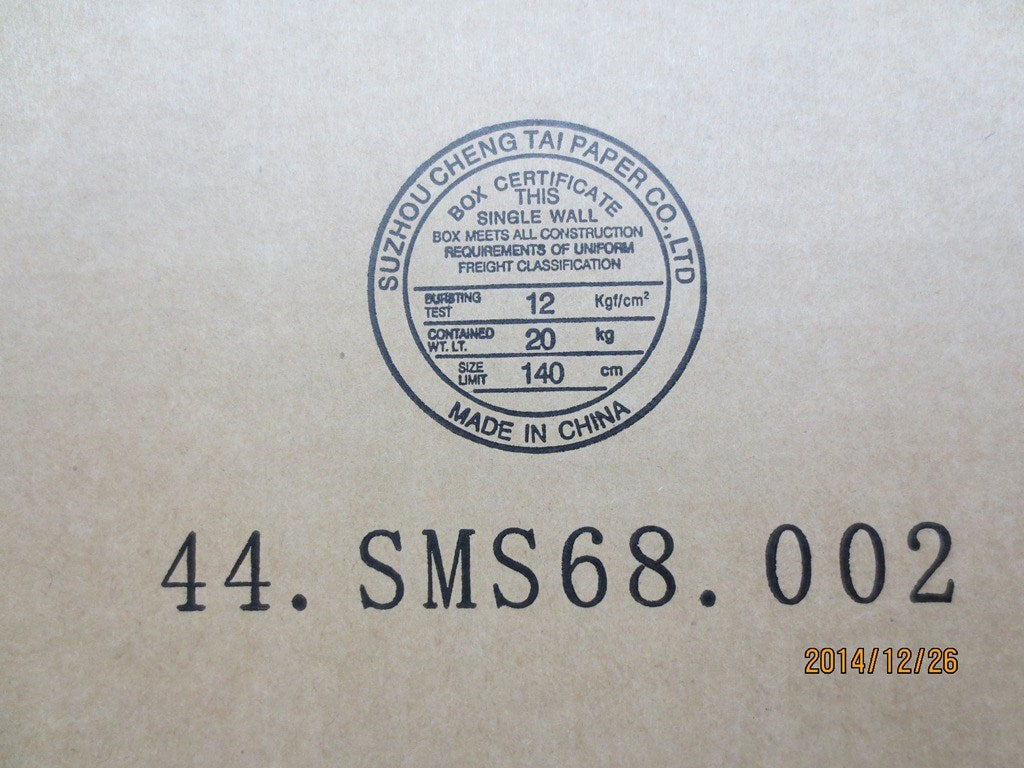 SUZHOU CHENG TAI PAPER CO.,LTD
BOX CERTIFICATE
THIS
SINGLE WALL
BOX MEETS ALL CONSTRUCTION
REQUIREMENTS OF UNIFORM
FREIGHT CLASSIFICATION
BURSTING
TEST 12 Kgf/cm²
CONTAINED
WT. LT. 20 kg
SIZE
LIMIT 140 cm
MADE IN CHINA
44.SMS68.002
2014/12/26